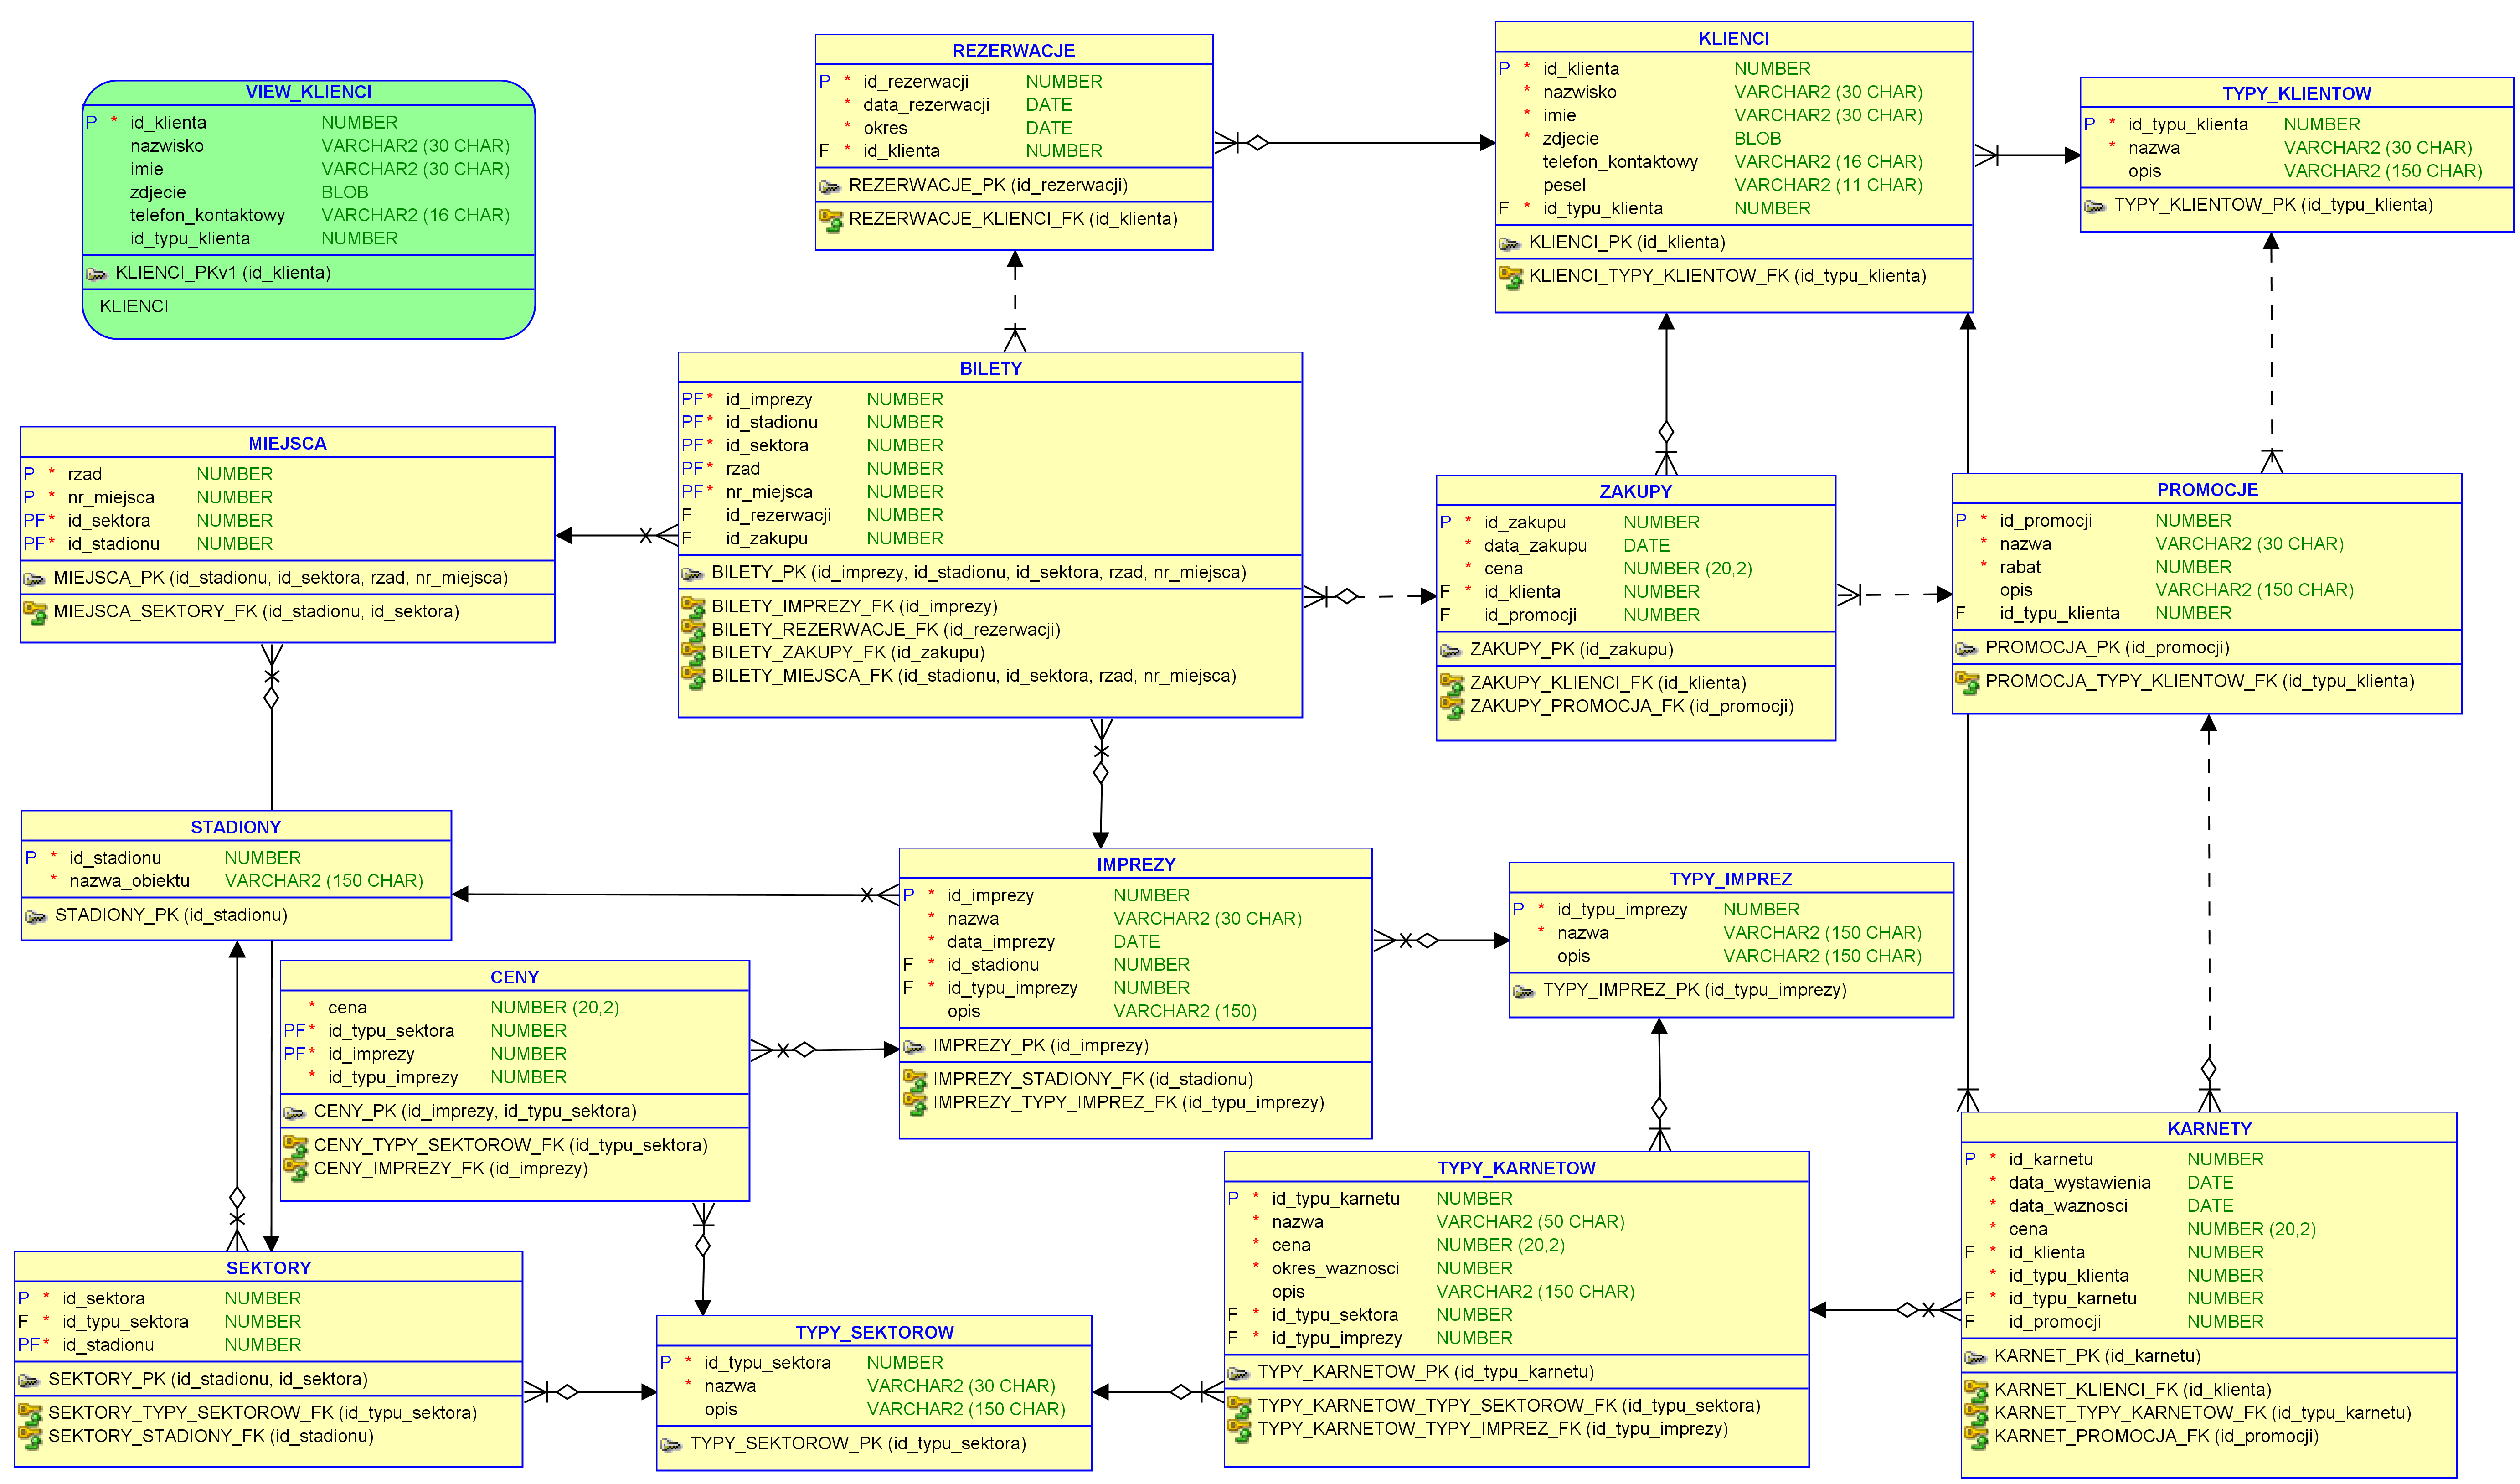 VIEW_KLIENCI
P * id_klienta NUMBER
nazwisko VARCHAR2 (30 CHAR)
imie VARCHAR2 (30 CHAR)
zdjecie BLOB
telefon_kontaktowy VARCHAR2 (16 CHAR)
id_typu_klienta NUMBER
KLIENCI_PKv1 (id_klienta)
KLIENCI
REZERWACJE
P * id_rezerwacji NUMBER
* data_rezerwacji DATE
* okres DATE
F * id_klienta NUMBER
REZERWACJE_PK (id_rezerwacji)
REZERWACJE_KLIENCI_FK (id_klienta)
KLIENCI
P * id_klienta NUMBER
* nazwisko VARCHAR2 (30 CHAR)
* imie VARCHAR2 (30 CHAR)
* zdjecie BLOB
telefon_kontaktowy VARCHAR2 (16 CHAR)
pesel VARCHAR2 (11 CHAR)
F * id_typu_klienta NUMBER
KLIENCI_PK (id_klienta)
KLIENCI_TYPY_KLIENTOW_FK (id_typu_klienta)
TYPY_KLIENTOW
P * id_typu_klienta NUMBER
* nazwa VARCHAR2 (30 CHAR)
opis VARCHAR2 (150 CHAR)
TYPY_KLIENTOW_PK (id_typu_klienta)
MIEJSCA
P * rzad NUMBER
P * nr_miejsca NUMBER
PF* id_sektora NUMBER
PF* id_stadionu NUMBER
MIEJSCA_PK (id_stadionu, id_sektora, rzad, nr_miejsca)
MIEJSCA_SEKTORY_FK (id_stadionu, id_sektora)
BILETY
PF* id_imprezy NUMBER
PF* id_stadionu NUMBER
PF* id_sektora NUMBER
PF* rzad NUMBER
PF* nr_miejsca NUMBER
F id_rezerwacji NUMBER
F id_zakupu NUMBER
BILETY_PK (id_imprezy, id_stadionu, id_sektora, rzad, nr_miejsca)
BILETY_IMPREZY_FK (id_imprezy)
BILETY_REZERWACJE_FK (id_rezerwacji)
BILETY_ZAKUPY_FK (id_zakupu)
BILETY_MIEJSCA_FK (id_stadionu, id_sektora, rzad, nr_miejsca)
ZAKUPY
P * id_zakupu NUMBER
* data_zakupu DATE
* cena NUMBER (20,2)
F * id_klienta NUMBER
F id_promocji NUMBER
ZAKUPY_PK (id_zakupu)
ZAKUPY_KLIENCI_FK (id_klienta)
ZAKUPY_PROMOCJA_FK (id_promocji)
PROMOCJE
P * id_promocji NUMBER
* nazwa VARCHAR2 (30 CHAR)
* rabat NUMBER
opis VARCHAR2 (150 CHAR)
F id_typu_klienta NUMBER
PROMOCJA_PK (id_promocji)
PROMOCJA_TYPY_KLIENTOW_FK (id_typu_klienta)
STADIONY
P * id_stadionu NUMBER
* nazwa_obiektu VARCHAR2 (150 CHAR)
STADIONY_PK (id_stadionu)
CENY
* cena NUMBER (20,2)
PF* id_typu_sektora NUMBER
PF* id_imprezy NUMBER
* id_typu_imprezy NUMBER
CENY_PK (id_imprezy, id_typu_sektora)
CENY_TYPY_SEKTOROW_FK (id_typu_sektora)
CENY_IMPREZY_FK (id_imprezy)
IMPREZY
P * id_imprezy NUMBER
* nazwa VARCHAR2 (30 CHAR)
* data_imprezy DATE
F * id_stadionu NUMBER
F * id_typu_imprezy NUMBER
opis VARCHAR2 (150)
IMPREZY_PK (id_imprezy)
IMPREZY_STADIONY_FK (id_stadionu)
IMPREZY_TYPY_IMPREZ_FK (id_typu_imprezy)
TYPY_IMPREZ
P * id_typu_imprezy NUMBER
* nazwa VARCHAR2 (150 CHAR)
opis VARCHAR2 (150 CHAR)
TYPY_IMPREZ_PK (id_typu_imprezy)
SEKTORY
P * id_sektora NUMBER
F * id_typu_sektora NUMBER
PF* id_stadionu NUMBER
SEKTORY_PK (id_stadionu, id_sektora)
SEKTORY_TYPY_SEKTOROW_FK (id_typu_sektora)
SEKTORY_STADIONY_FK (id_stadionu)
TYPY_SEKTOROW
P * id_typu_sektora NUMBER
* nazwa VARCHAR2 (30 CHAR)
opis VARCHAR2 (150 CHAR)
TYPY_SEKTOROW_PK (id_typu_sektora)
TYPY_KARNETOW
P * id_typu_karnetu NUMBER
* nazwa VARCHAR2 (50 CHAR)
* cena NUMBER (20,2)
* okres_waznosci NUMBER
opis VARCHAR2 (150 CHAR)
F * id_typu_sektora NUMBER
F * id_typu_imprezy NUMBER
TYPY_KARNETOW_PK (id_typu_karnetu)
TYPY_KARNETOW_TYPY_SEKTOROW_FK (id_typu_sektora)
TYPY_KARNETOW_TYPY_IMPREZ_FK (id_typu_imprezy)
KARNETY
P * id_karnetu NUMBER
* data_wystawienia DATE
* data_waznosci DATE
* cena NUMBER (20,2)
F * id_klienta NUMBER
* id_typu_klienta NUMBER
F * id_typu_karnetu NUMBER
F id_promocji NUMBER
KARNET_PK (id_karnetu)
KARNET_KLIENCI_FK (id_klienta)
KARNET_TYPY_KARNETOW_FK (id_typu_karnetu)
KARNET_PROMOCJA_FK (id_promocji)